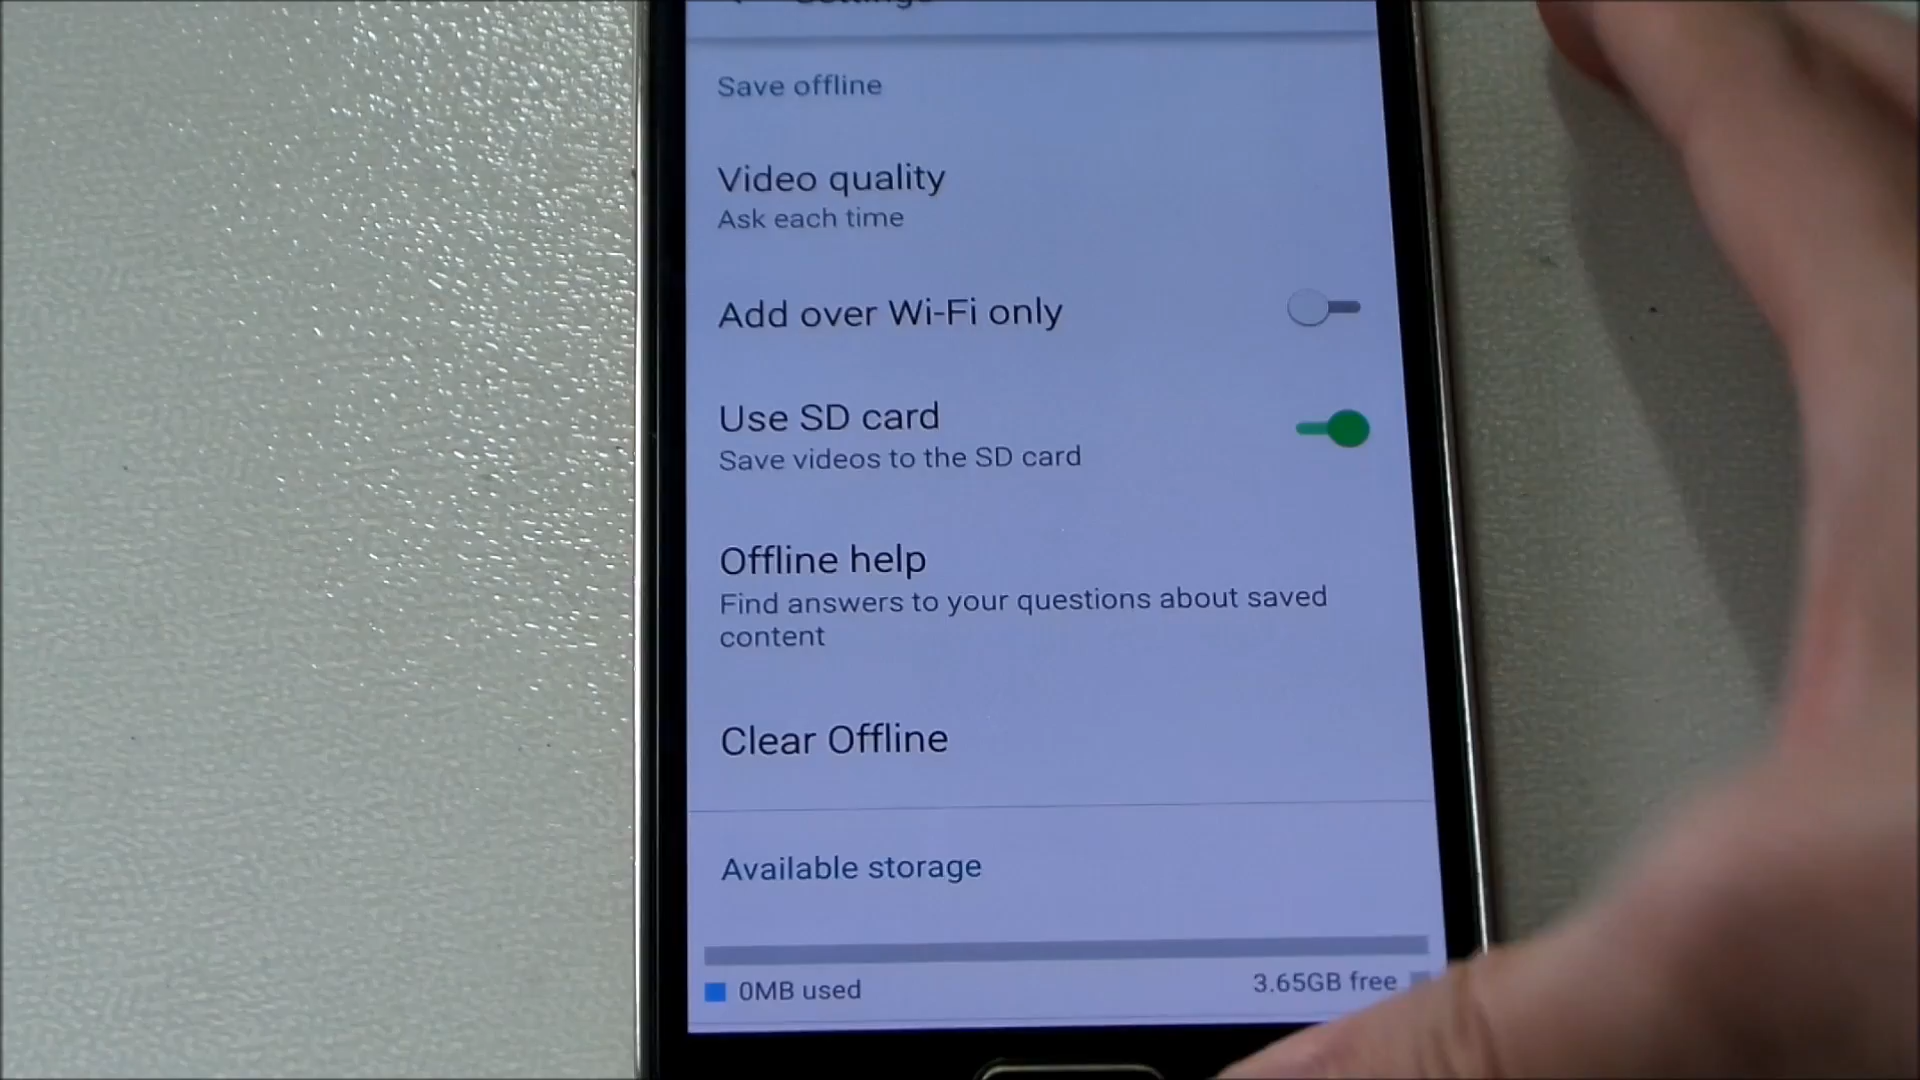 Settings
Save offline
Video quality
Ask each time
Add over Wi-Fi only
Use SD card
Save videos to the SD card
Offline help
Find answers to your questions about saved
content
Clear Offline
Available storage
0MB used
3.65GB free